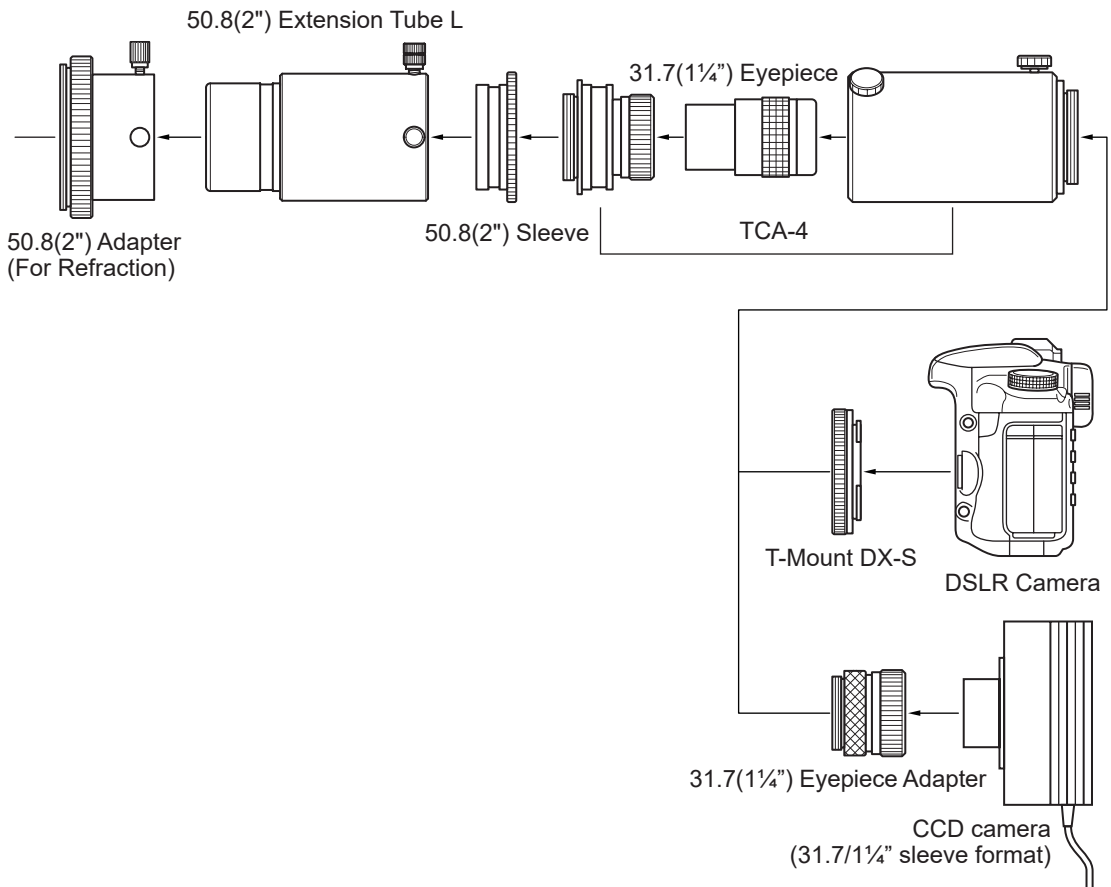 50.8(2") Extension Tube L
31.7(1¼”) Eyepiece
50.8(2") Sleeve
TCA-4
50.8(2") Adapter
(For Refraction)
T-Mount DX-S
DSLR Camera
31.7(1¼”) Eyepiece Adapter
CCD camera
(31.7/1¼” sleeve format)